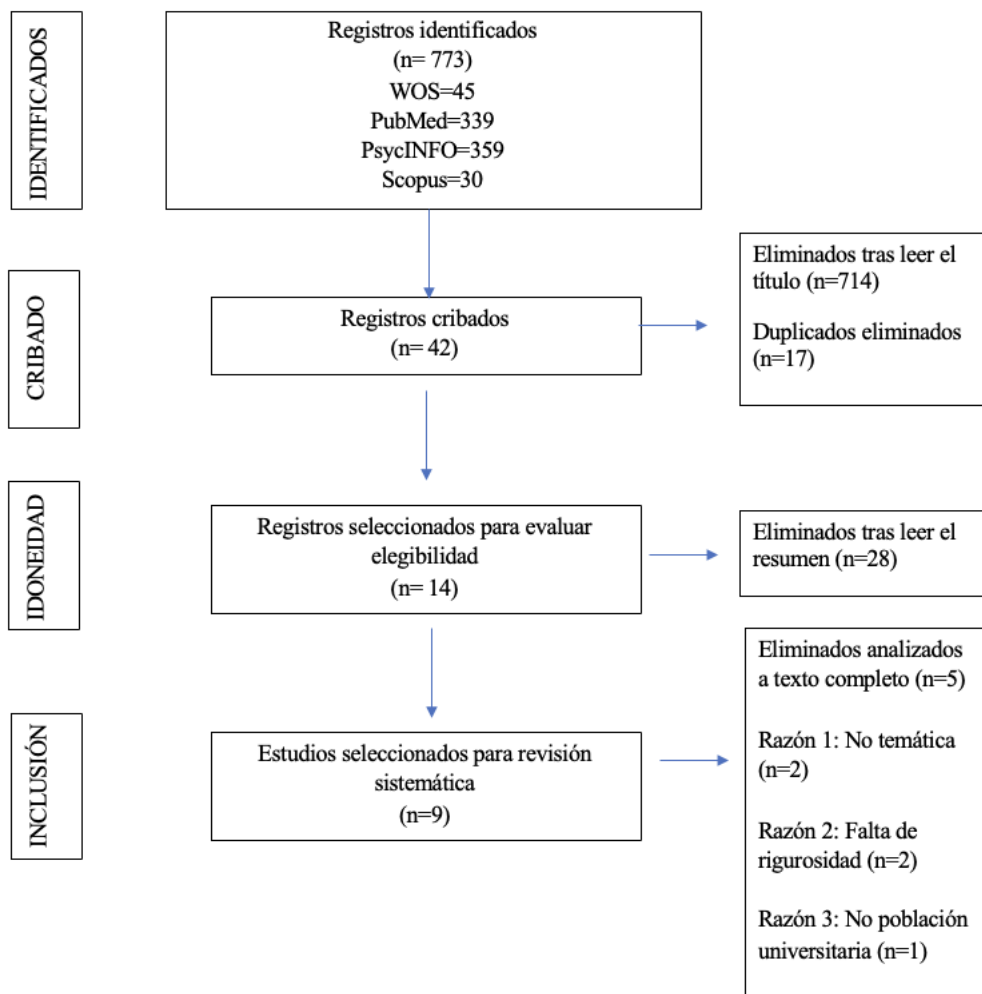 IDENTIFICADOS
Registros identificados
(n= 773)
WOS=45
PubMed=339
PsycINFO=359
Scopus=30
CRIBADO
Registros cribados
(n= 42)
Eliminados tras leer el
título (n=714)
Duplicados eliminados
(n=17)
IDONEIDAD
Registros seleccionados para evaluar
elegibilidad
(n= 14)
Eliminados tras leer el
resumen (n=28)
INCLUSIÓN
Estudios seleccionados para revisión
sistemática
(n=9)
Eliminados analizados
a texto completo (n=5)
Razón 1: No temática
(n=2)
Razón 2: Falta de
rigurosidad (n=2)
Razón 3: No población
universitaria (n=1)